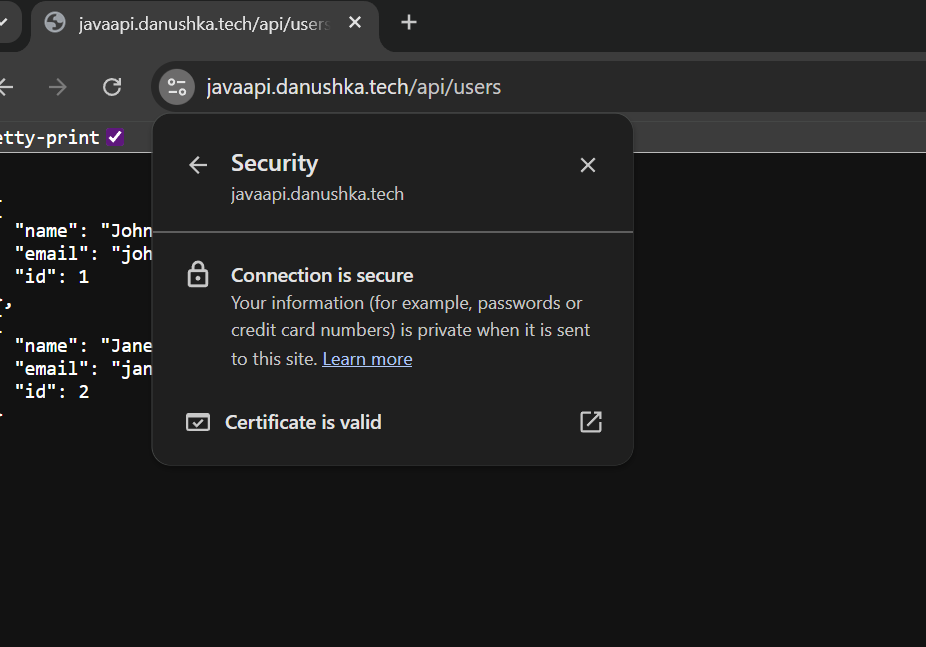 javaapi.danushka.tech/api/users
javaapi.danushka.tech/api/users
etty-print
Security
javaapi.danushka.tech
"name": "John
"email": "joh
"id": 1
},
"name": "Jane
"email": "jan
"id": 2
Connection is secure
Your information (for example, passwords or
credit card numbers) is private when it is sent
to this site. Learn more
Certificate is valid